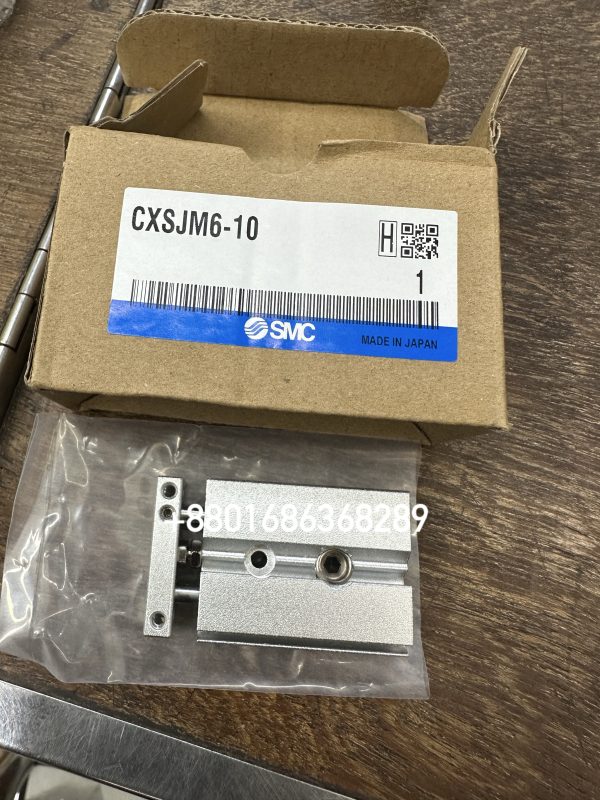 CXSJM6-10
H
1
SMC
MADE IN JAPAN
+8801686368289